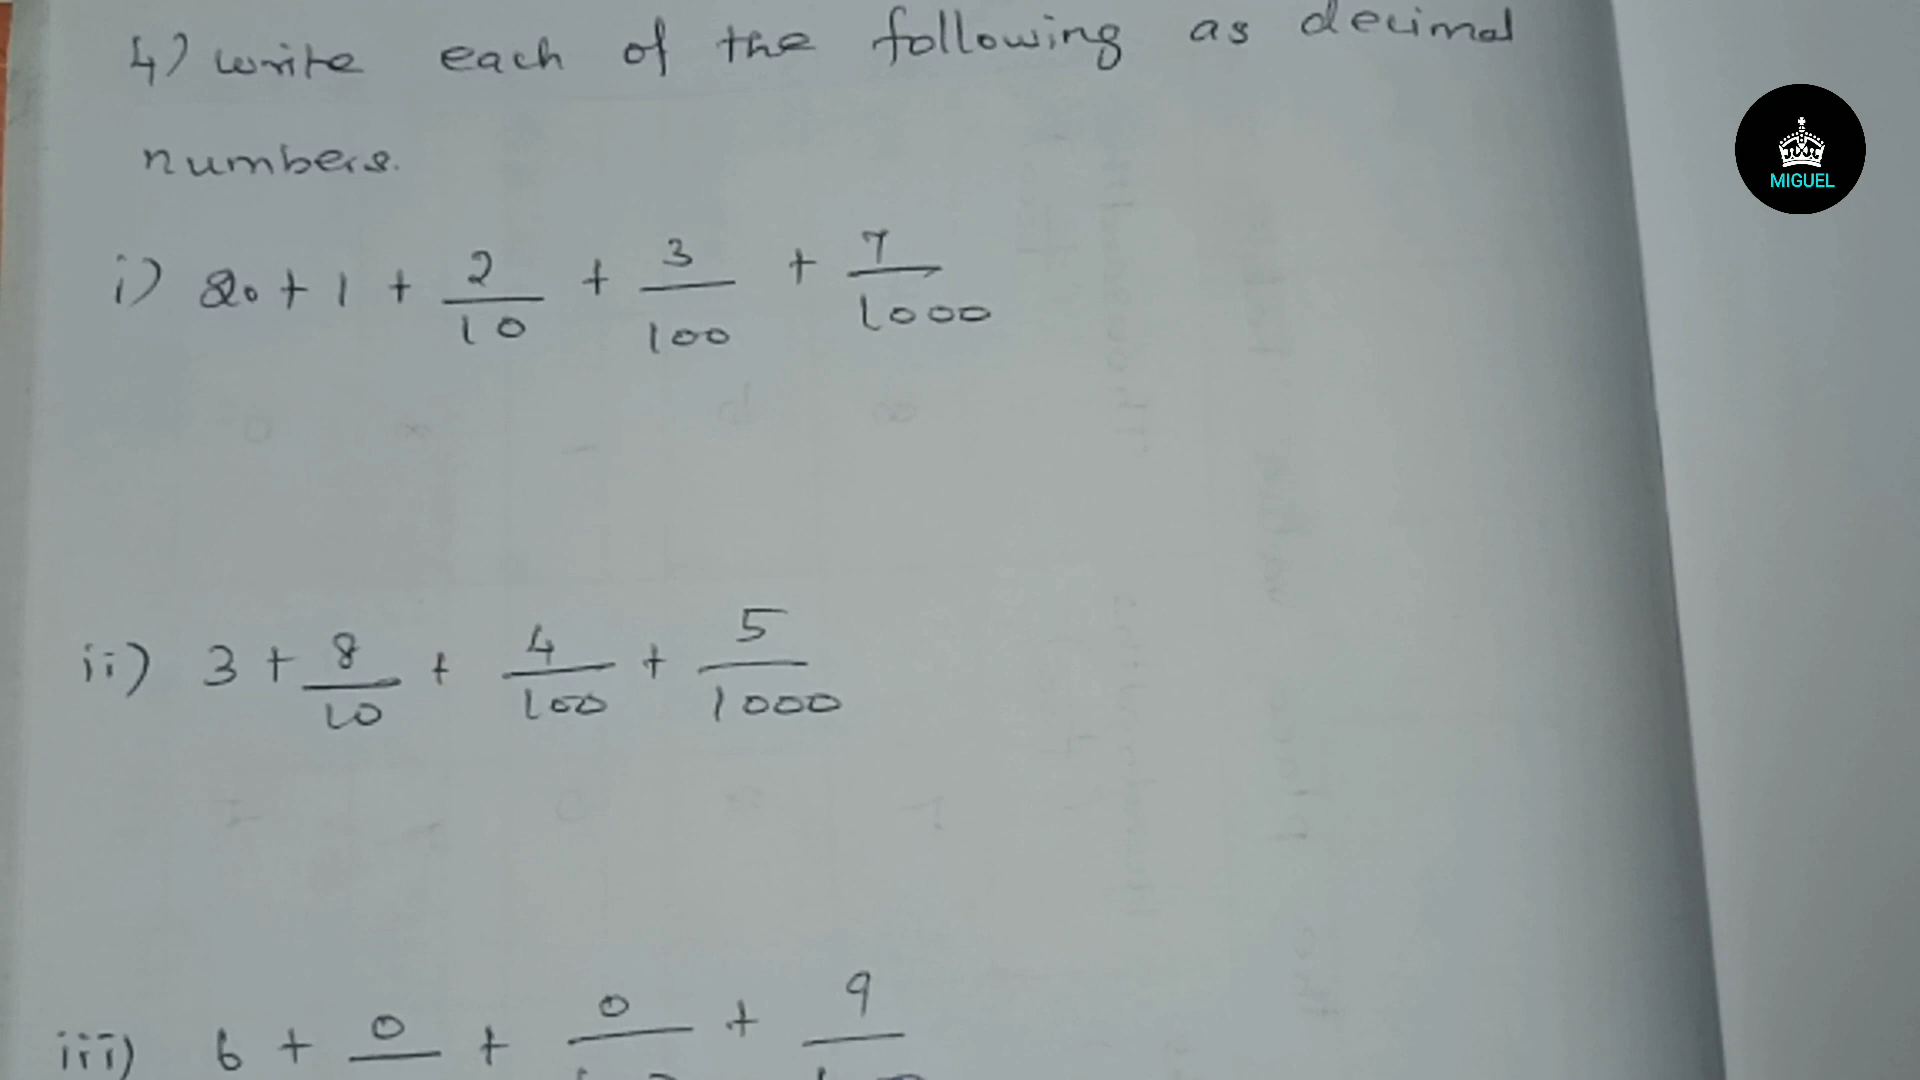 4) write each of the following as decimal
numbers.
i) 20 + 1 + 2/10 + 3/100 + 7/1000
ii) 3 + 8/10 + 4/100 + 5/1000
iii) 6 + 0 + 0 + 9
MIGUEL